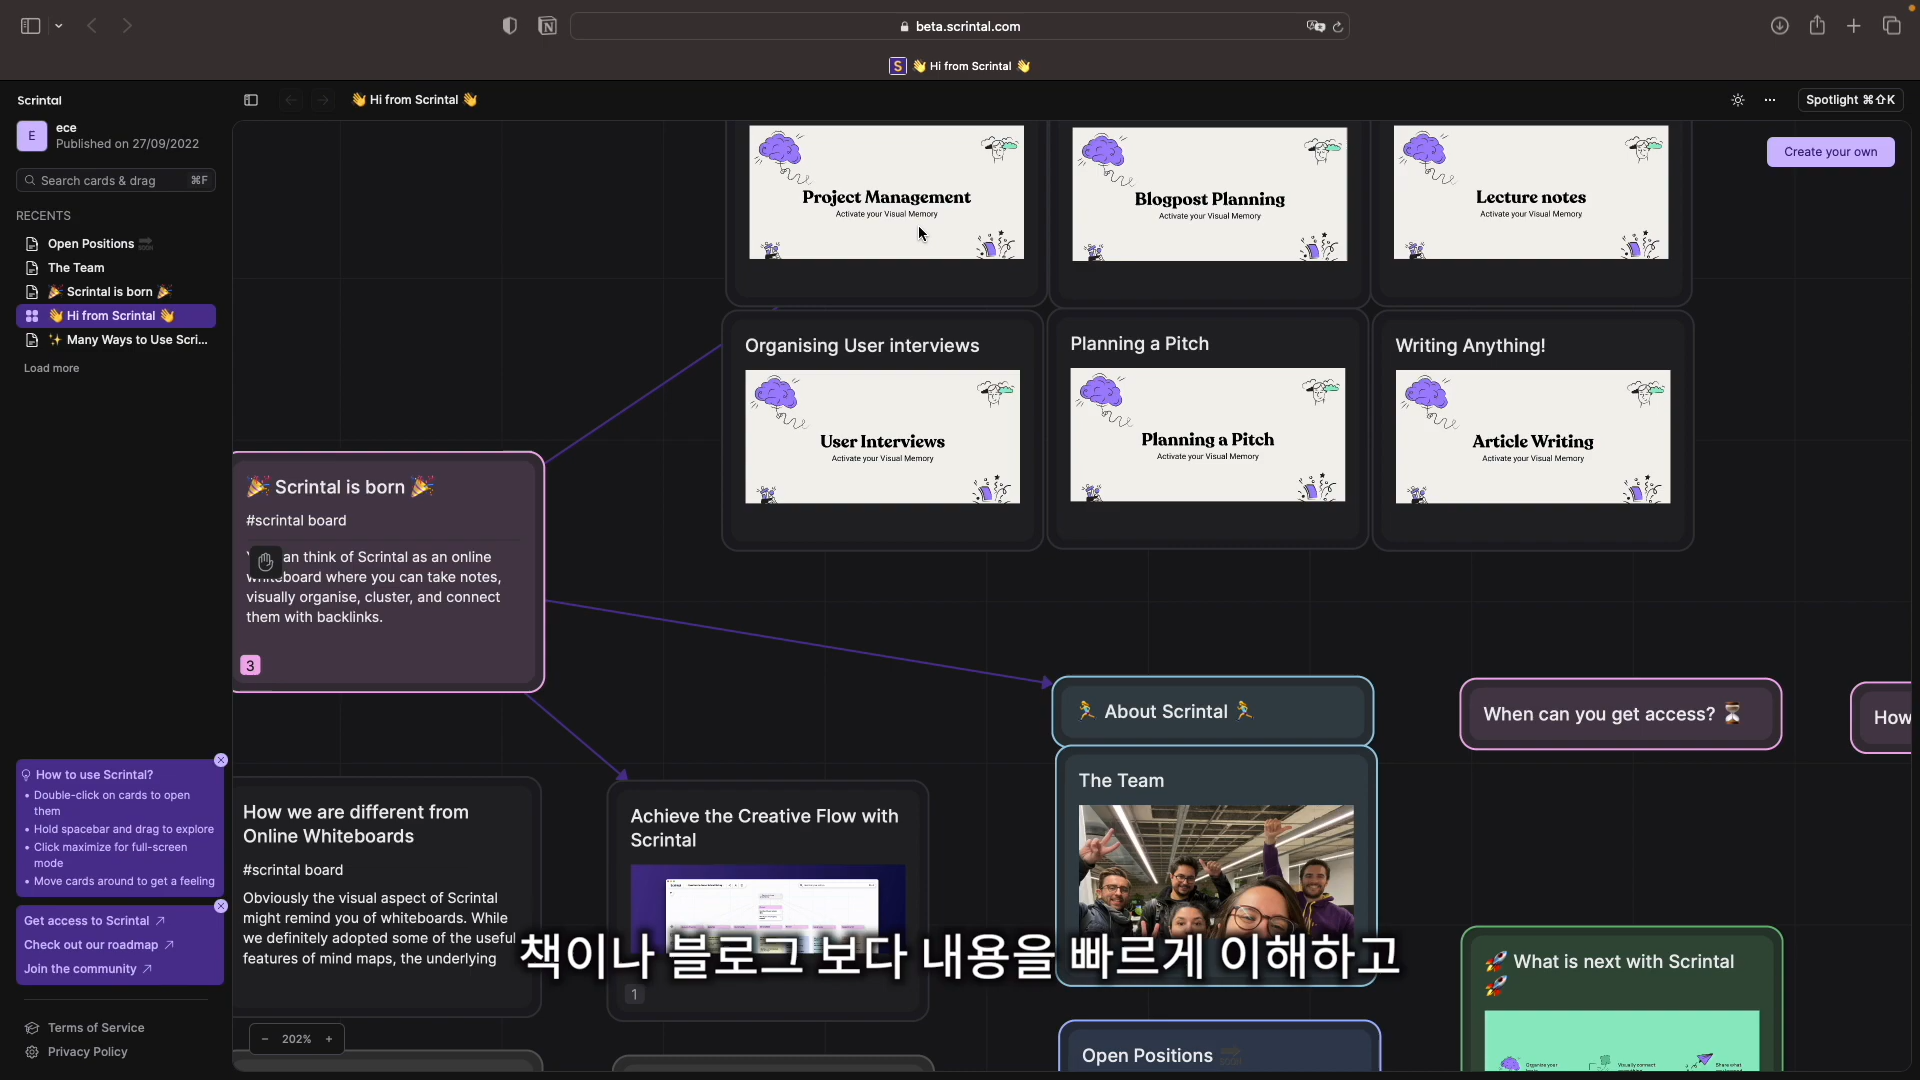 beta.scrintal.com
S 👋 Hi from Scrintal 👋
Scrintal
👋 Hi from Scrintal 👋
Spotlight ⌘⇧K
E
ece
Published on 27/09/2022
Search cards & drag ⌘F
RECENTS
Open Positions 🔜
The Team
🎉 Scrintal is born 🎉
👋 Hi from Scrintal 👋
✨ Many Ways to Use Scri...
Load more
Create your own
Project Management
Activate your Visual Memory
Blogpost Planning
Activate your Visual Memory
Lecture notes
Activate your Visual Memory
Organising User interviews
User Interviews
Activate your Visual Memory
Planning a Pitch
Planning a Pitch
Activate your Visual Memory
Writing Anything!
Article Writing
Activate your Visual Memory
🎉 Scrintal is born 🎉
#scrintal board
an think of Scrintal as an online
whiteboard where you can take notes,
visually organise, cluster, and connect
them with backlinks.
3
🏃 About Scrintal 🏃
When can you get access? ⏳
How
The Team
How we are different from
Online Whiteboards
#scrintal board
Obviously the visual aspect of Scrintal
might remind you of whiteboards. While
we definitely adopted some of the useful
features of mind maps, the underlying
Achieve the Creative Flow with
Scrintal
1
🚀 What is next with Scrintal
🚀
Open Positions 🔜
How to use Scrintal?
• Double-click on cards to open
them
• Hold spacebar and drag to explore
• Click maximize for full-screen
mode
• Move cards around to get a feeling
Get access to Scrintal ↗
Check out our roadmap ↗
Join the community ↗
Terms of Service
Privacy Policy
− 202% +
책이나 블로그 보다 내용을 빠르게 이해하고